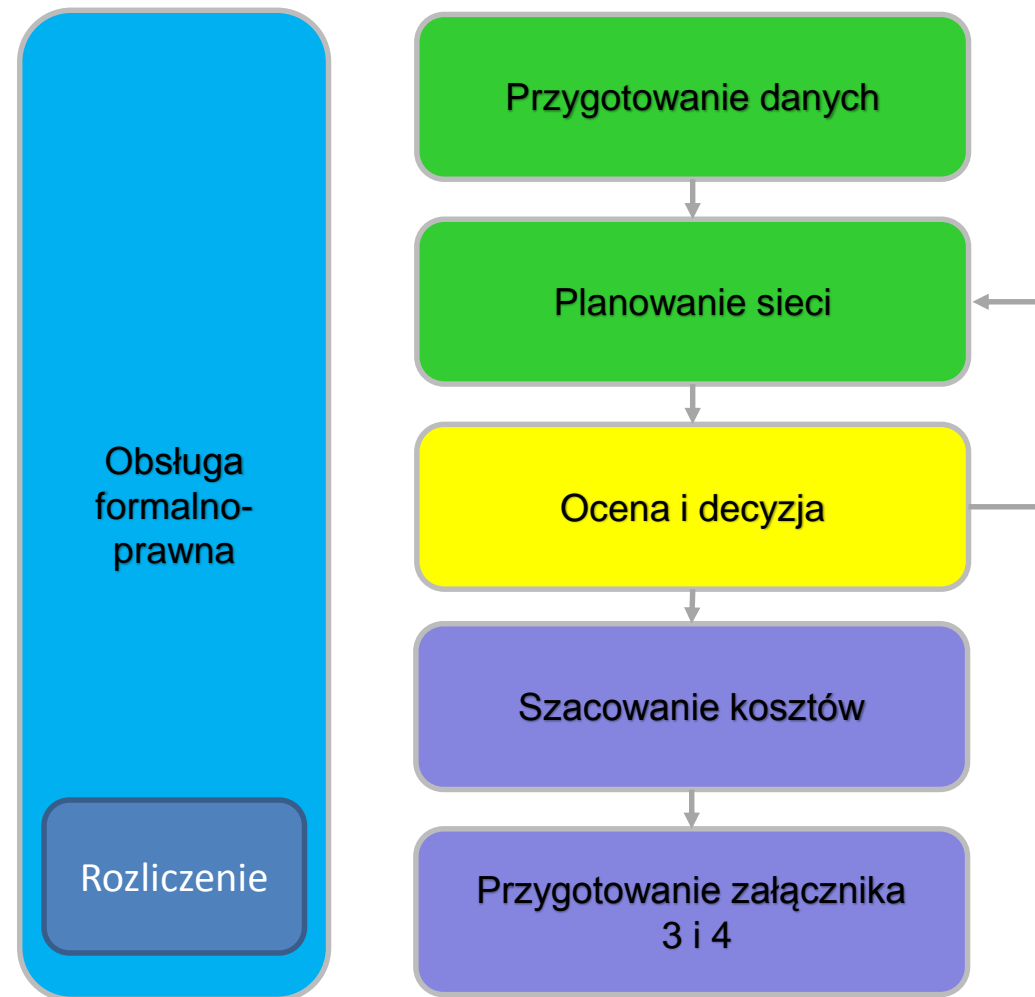 Obsługa
formalno-
prawna
Rozliczenie
Przygotowanie danych
Planowanie sieci
Ocena i decyzja
Szacowanie kosztów
Przygotowanie załącznika
3 i 4